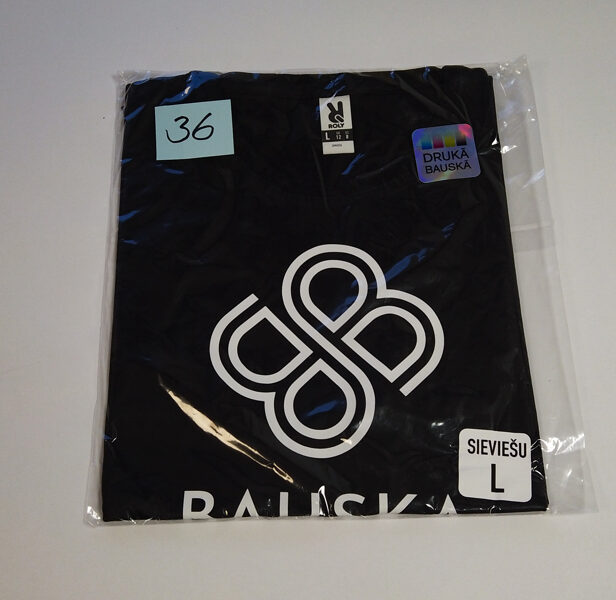 36
ROLY
L
DRUKĀ
BAUSKĀ
SIEVIEŠU
L
BAUSKA